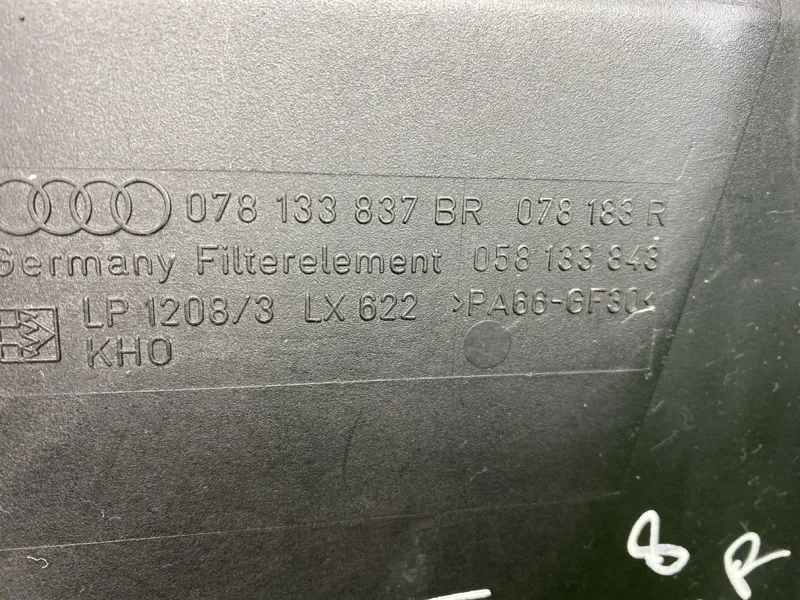 078 133 837 BR 078 183 R
Germany Filterelement 058 133 843
LP 1208/3 LX 622 >PA66-GF30<
KHO
8 R